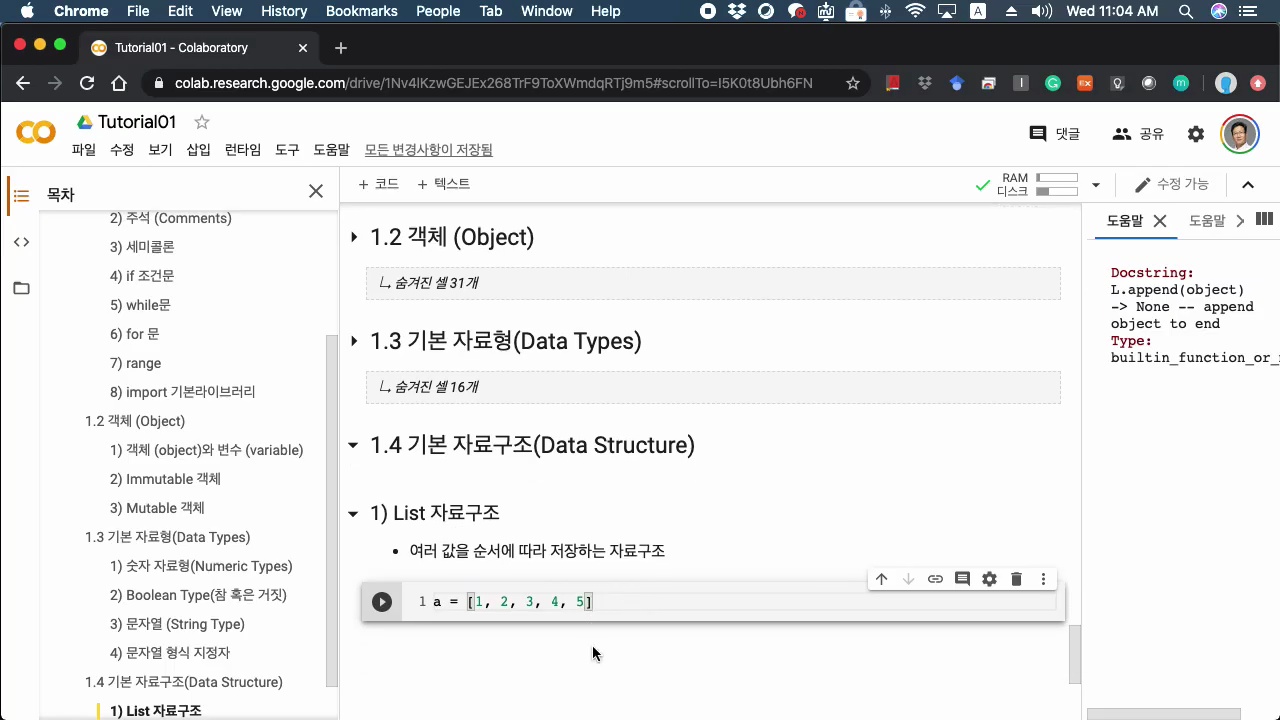 Chrome File Edit View History Bookmarks People Tab Window Help A Wed 11:04 AM
Tutorial01 - Colaboratory
colab.research.google.com/drive/1Nv4lKzwGEJEx268TrF9ToXWmdqRTj9m5#scrollTo=I5K0t8Ubh6FN
Tutorial01
댓글 공유
파일 수정 보기 삽입 런타임 도구 도움말 모든 변경사항이 저장됨
목차
+ 코드 + 텍스트
RAM
디스크
수정 가능
2) 주석 (Comments)
3) 세미콜론
4) if 조건문
5) while문
6) for 문
7) range
8) import 기본라이브러리
1.2 객체 (Object)
1) 객체 (object)와 변수 (variable)
2) Immutable 객체
3) Mutable 객체
1.3 기본 자료형(Data Types)
1) 숫자 자료형(Numeric Types)
2) Boolean Type(참 혹은 거짓)
3) 문자열 (String Type)
4) 문자열 형식 지정자
1.4 기본 자료구조(Data Structure)
1) List 자료구조
1.2 객체 (Object)
숨겨진 셀 31개
1.3 기본 자료형(Data Types)
숨겨진 셀 16개
1.4 기본 자료구조(Data Structure)
1) List 자료구조
• 여러 값을 순서에 따라 저장하는 자료구조
1 a = [1, 2, 3, 4, 5]
도움말 도움말
Docstring:
L.append(object)
-> None -- append
object to end
Type:
builtin_function_or_